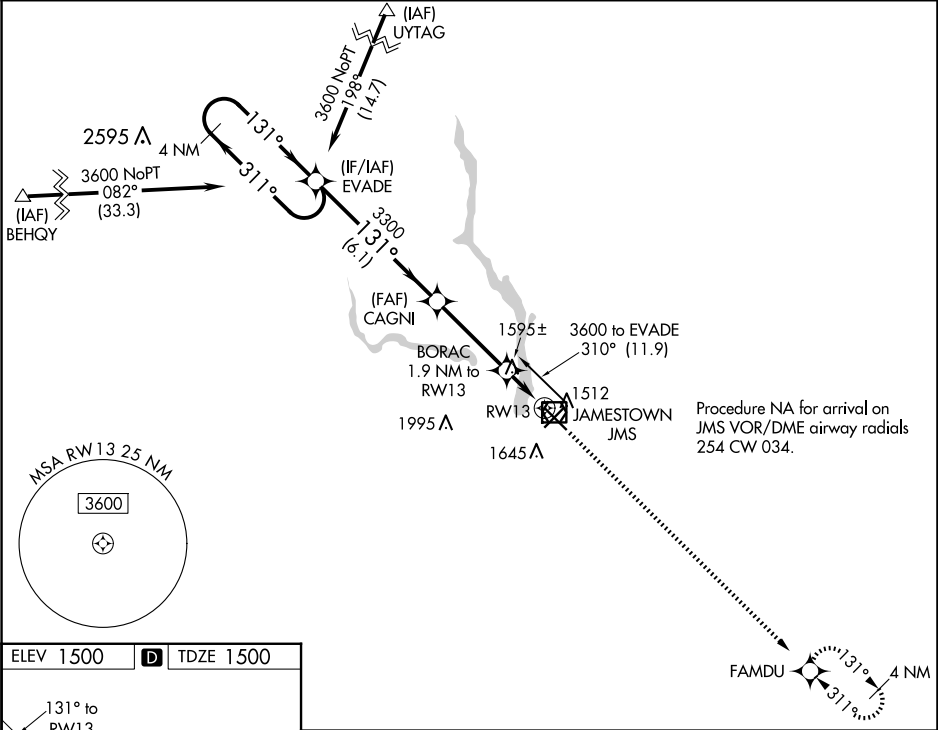 (IAF)
UYTAG
3600 NoPT
198°
(14.7)
2595
4 NM
131°
311°
(IF/IAF)
EVADE
3600 NoPT
082°
(33.3)
(IAF)
BEHQY
3300
131°
(6.1)
(FAF)
CAGNI
1595±
3600 to EVADE
310° (11.9)
BORAC
1.9 NM to
RW13
1512
RW13
JAMESTOWN
JMS
1995
1645
Procedure NA for arrival on
JMS VOR/DME airway radials
254 CW 034.
MSA RW13 25 NM
3600
FAMDU
131°
4 NM
311°
ELEV 1500 D TDZE 1500
131° to
RW13